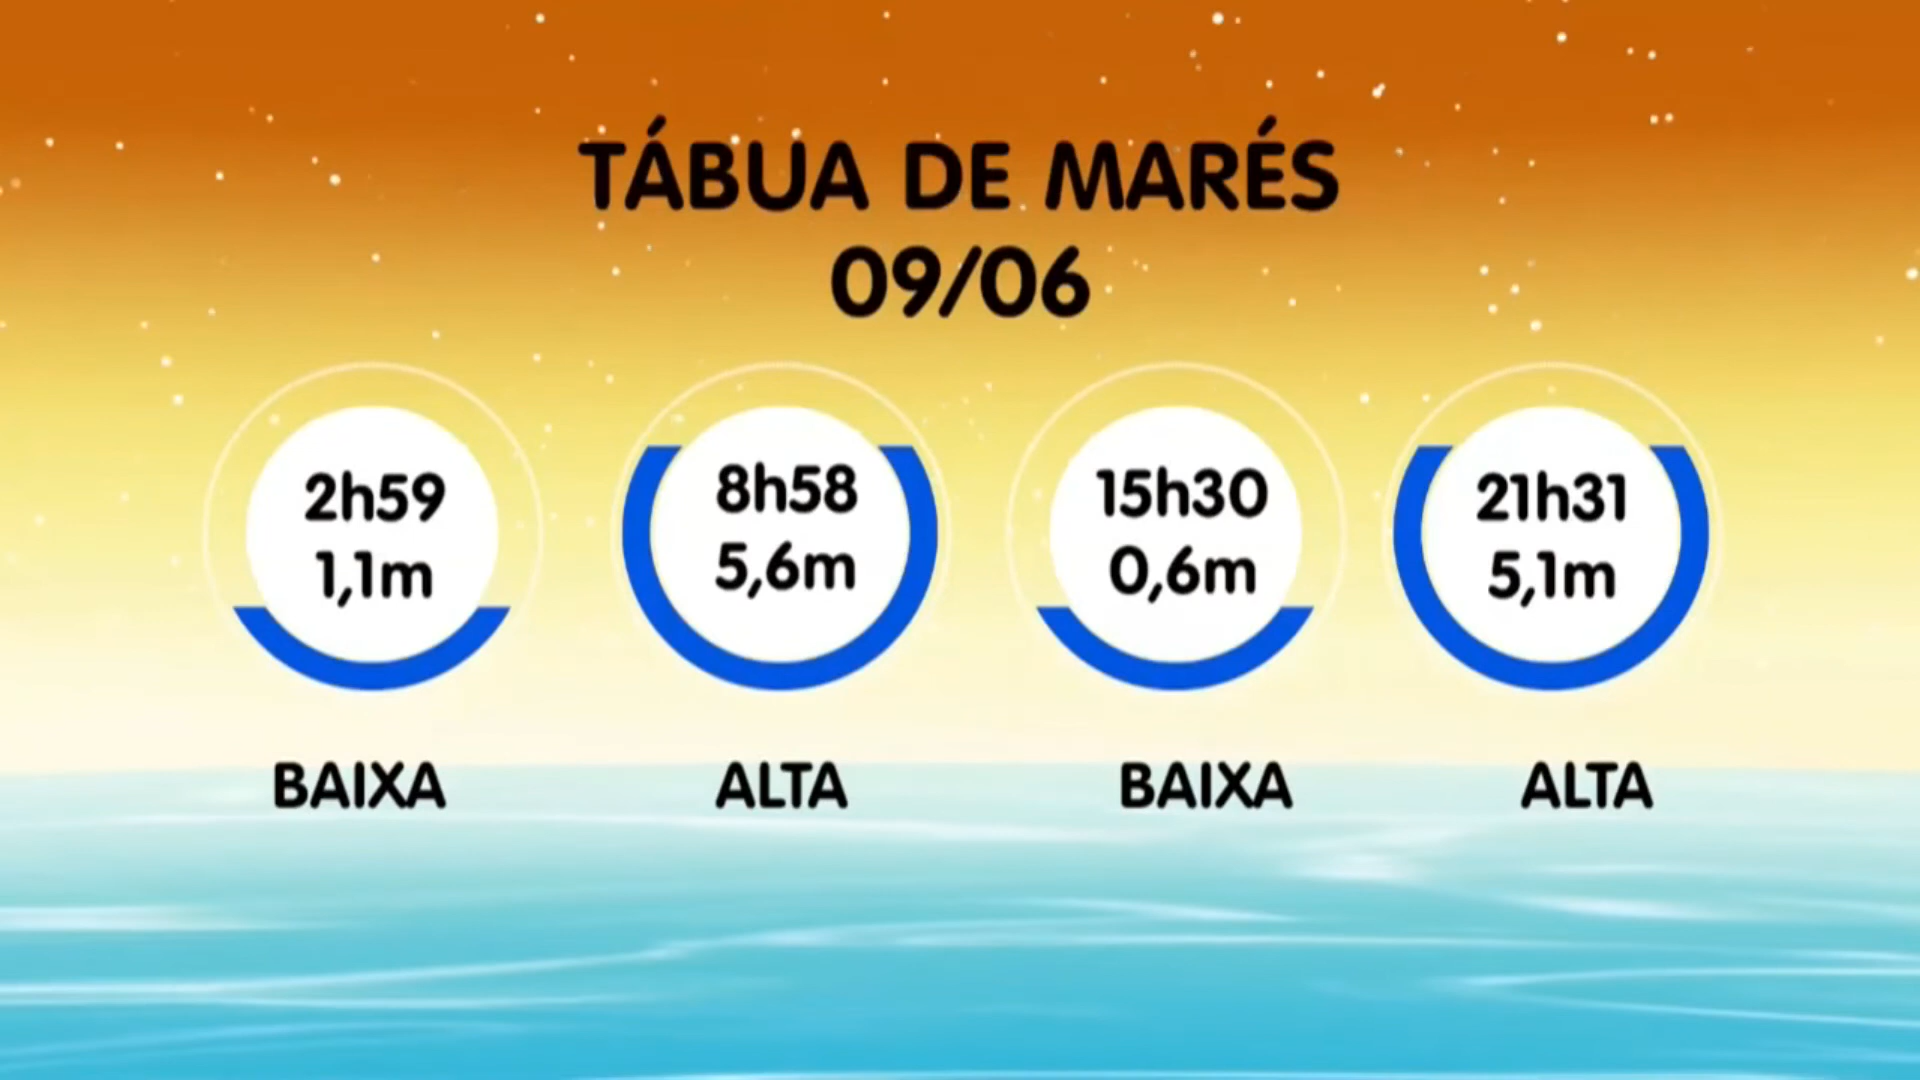 TÁBUA DE MARÉS
09/06
2h59
1,1m
BAIXA
8h58
5,6m
ALTA
15h30
0,6m
BAIXA
21h31
5,1m
ALTA